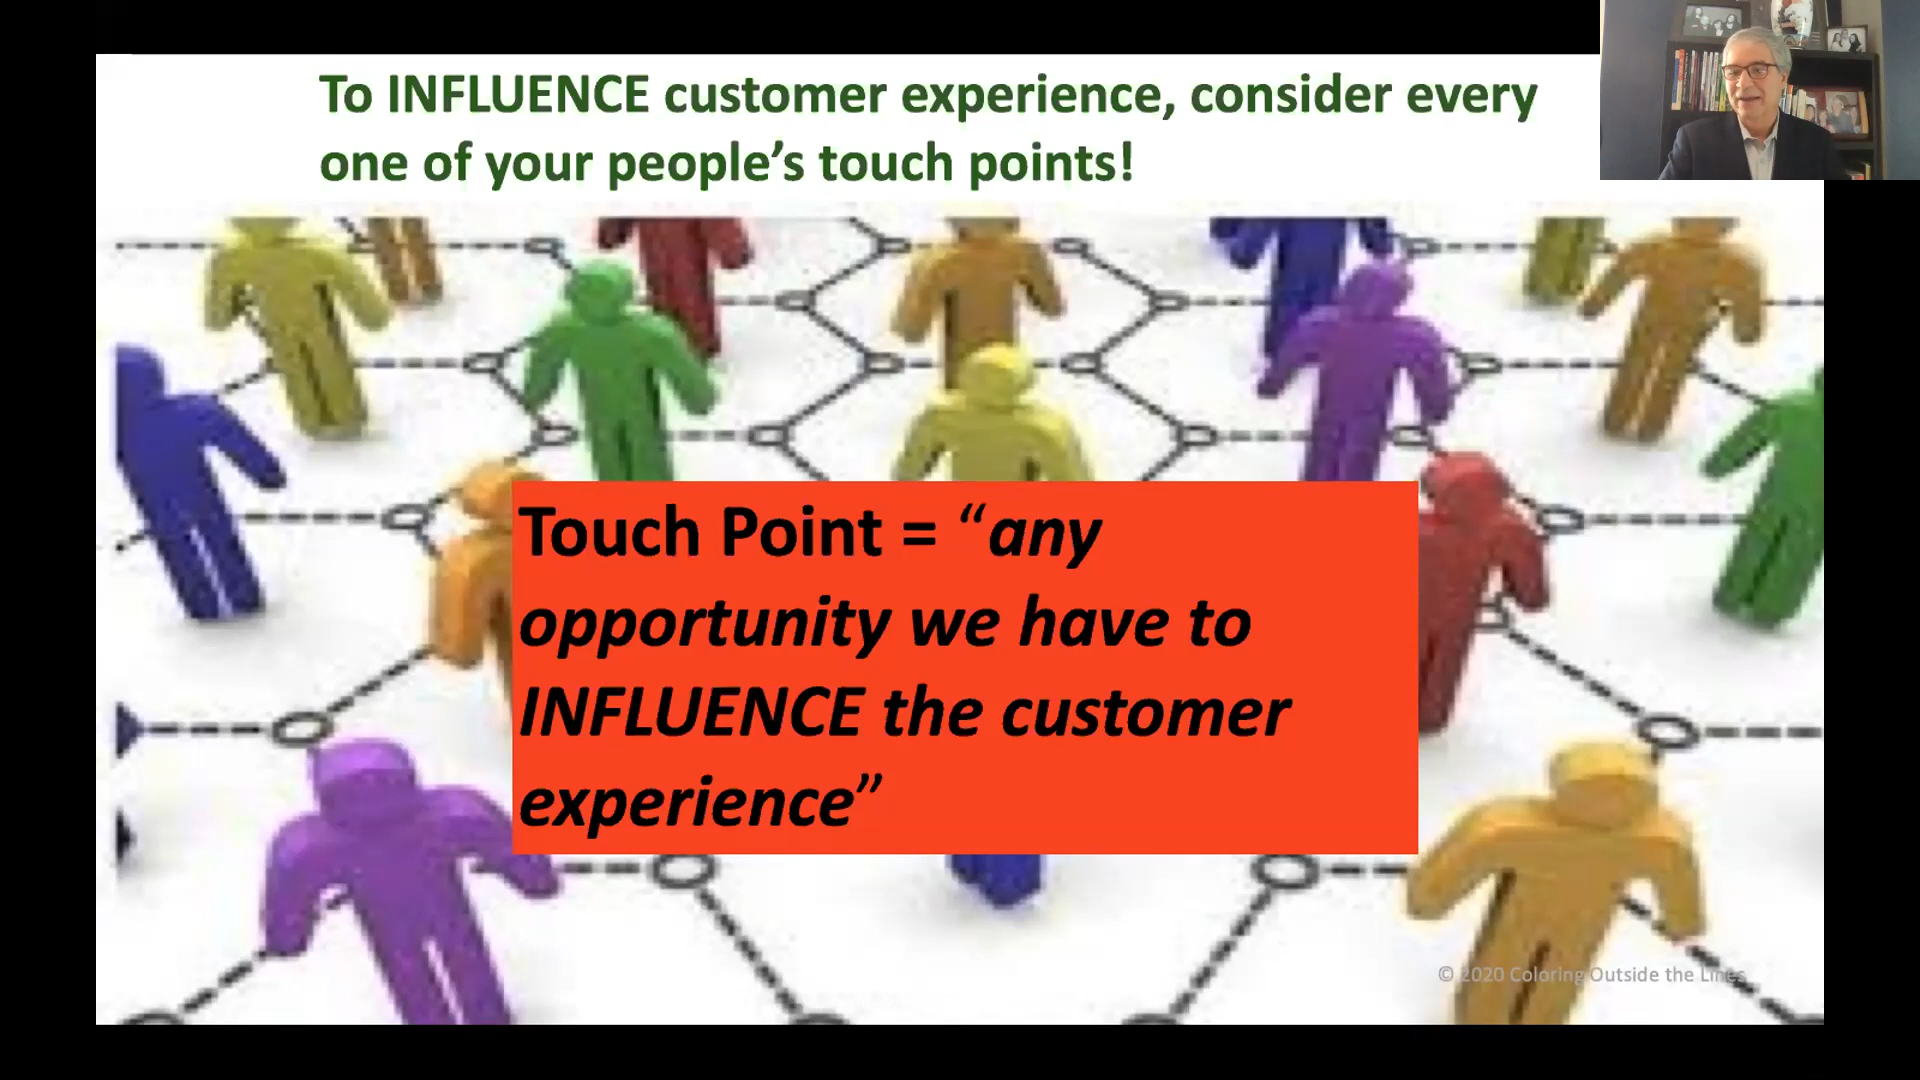 To INFLUENCE customer experience, consider every
one of your people’s touch points!
Touch Point = “any
opportunity we have to
INFLUENCE the customer
experience”
© 2020 Coloring Outside the Lines